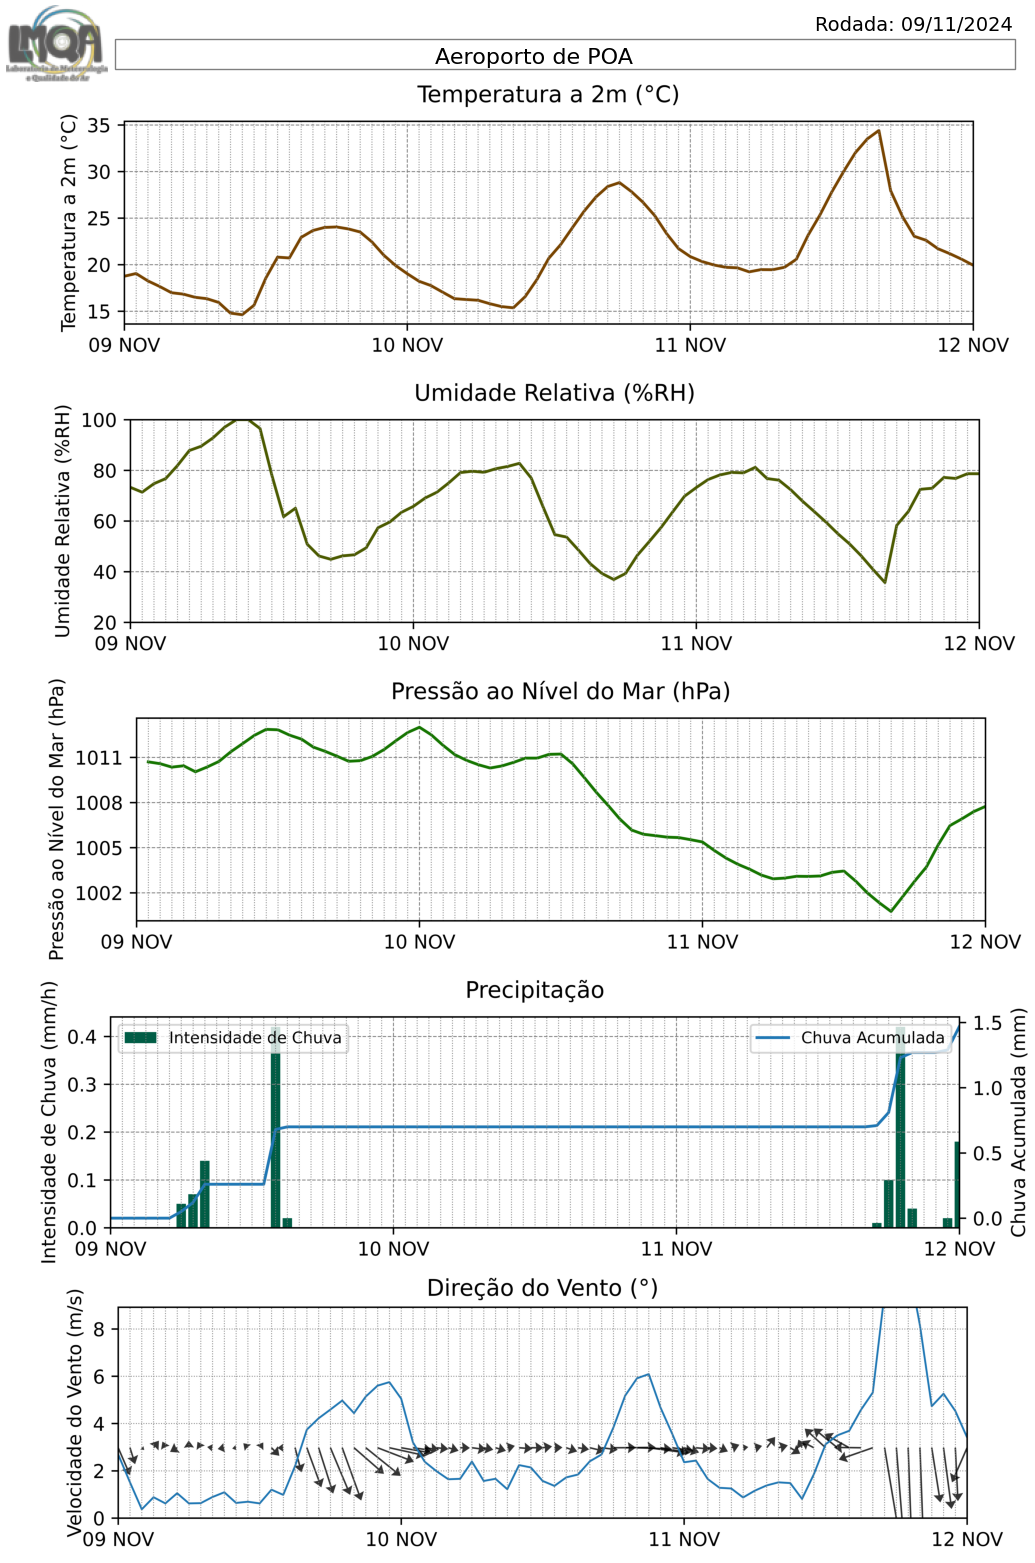 Rodada: 09/11/2024
LMQA
Laboratório de Meteorologia
e Qualidade do Ar
Aeroporto de POA
Temperatura a 2m (°C)
Temperatura a 2m (°C)
35
30
25
20
15
09 NOV 10 NOV 11 NOV 12 NOV
Umidade Relativa (%RH)
Umidade Relativa (%RH)
100
80
60
40
20
09 NOV 10 NOV 11 NOV 12 NOV
Pressão ao Nível do Mar (hPa)
Pressão ao Nível do Mar (hPa)
1011
1008
1005
1002
09 NOV 10 NOV 11 NOV 12 NOV
Precipitação
Intensidade de Chuva (mm/h)
0.4
0.3
0.2
0.1
0.0
Intensidade de Chuva
Chuva Acumulada
1.5
1.0
0.5
0.0
Chuva Acumulada (mm)
09 NOV 10 NOV 11 NOV 12 NOV
Direção do Vento (°)
Velocidade do Vento (m/s)
8
6
4
2
0
09 NOV 10 NOV 11 NOV 12 NOV